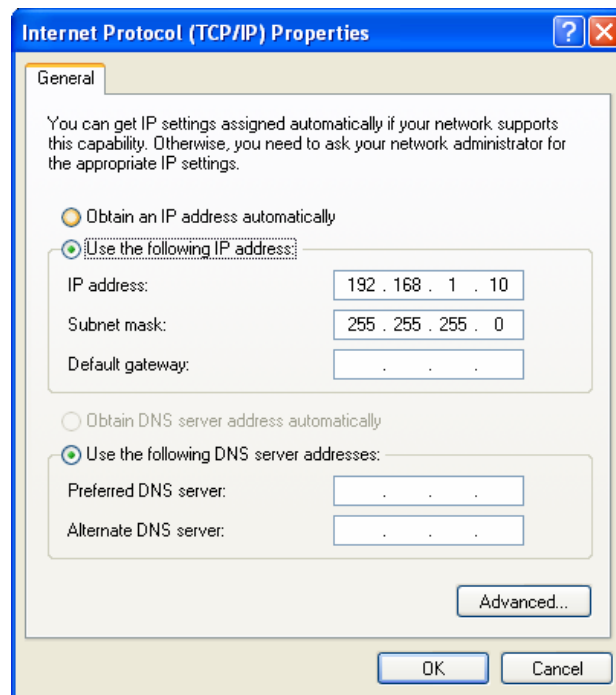 Internet Protocol (TCP/IP) Properties
General
You can get IP settings assigned automatically if your network supports
this capability. Otherwise, you need to ask your network administrator for
the appropriate IP settings.
Obtain an IP address automatically
Use the following IP address:
IP address: 192 . 168 . 1 . 10
Subnet mask: 255 . 255 . 255 . 0
Default gateway: . . .
Obtain DNS server address automatically
Use the following DNS server addresses:
Preferred DNS server: . . .
Alternate DNS server: . . .
Advanced...
OK Cancel